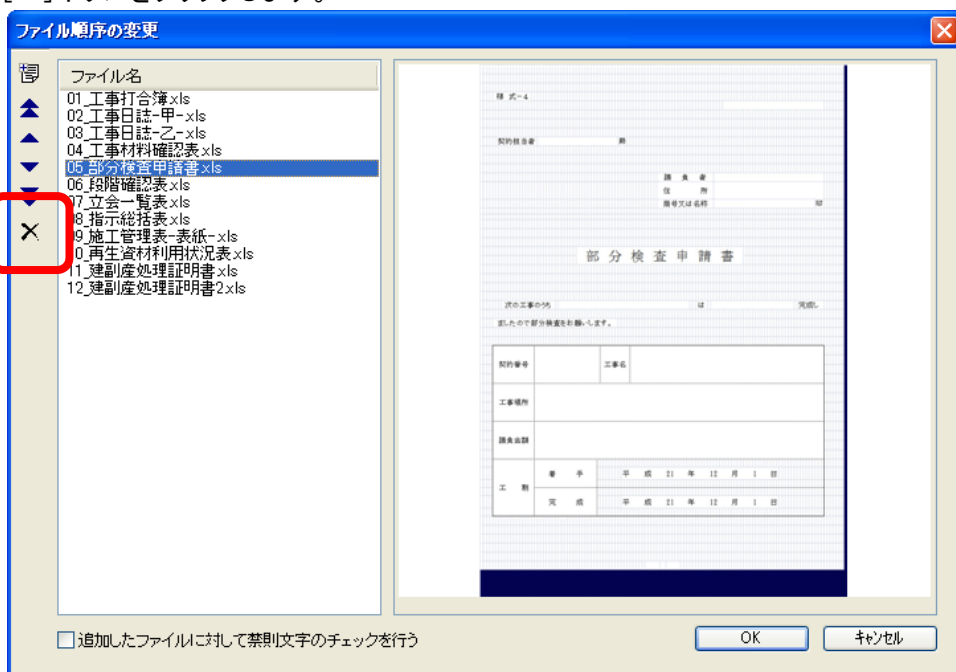 ファイル順序の変更
ファイル名
01_工事打合簿.xls
02_工事日誌-甲-.xls
03_工事日誌-乙-.xls
04_工事材料確認表.xls
05_部分検査申請書.xls
06_段階確認表.xls
07_立会一覧表.xls
08_指示総括表.xls
09_施工管理表-表紙-.xls
10_再生資材利用状況表.xls
11_建副産処理証明書.xls
12_建副産処理証明書2.xls
様式-4
契約担当者 殿
請負者
住所
商号又は名称 印
部分検査申請書
次の工事のうち は 完成し
ましたので部分検査をお願いします。
契約番号 工事名
工事場所
請負金額
工期 着手 平成 21 年 12 月 1 日
完成 平成 21 年 12 月 1 日
追加したファイルに対して禁則文字のチェックを行う
OK キャンセル